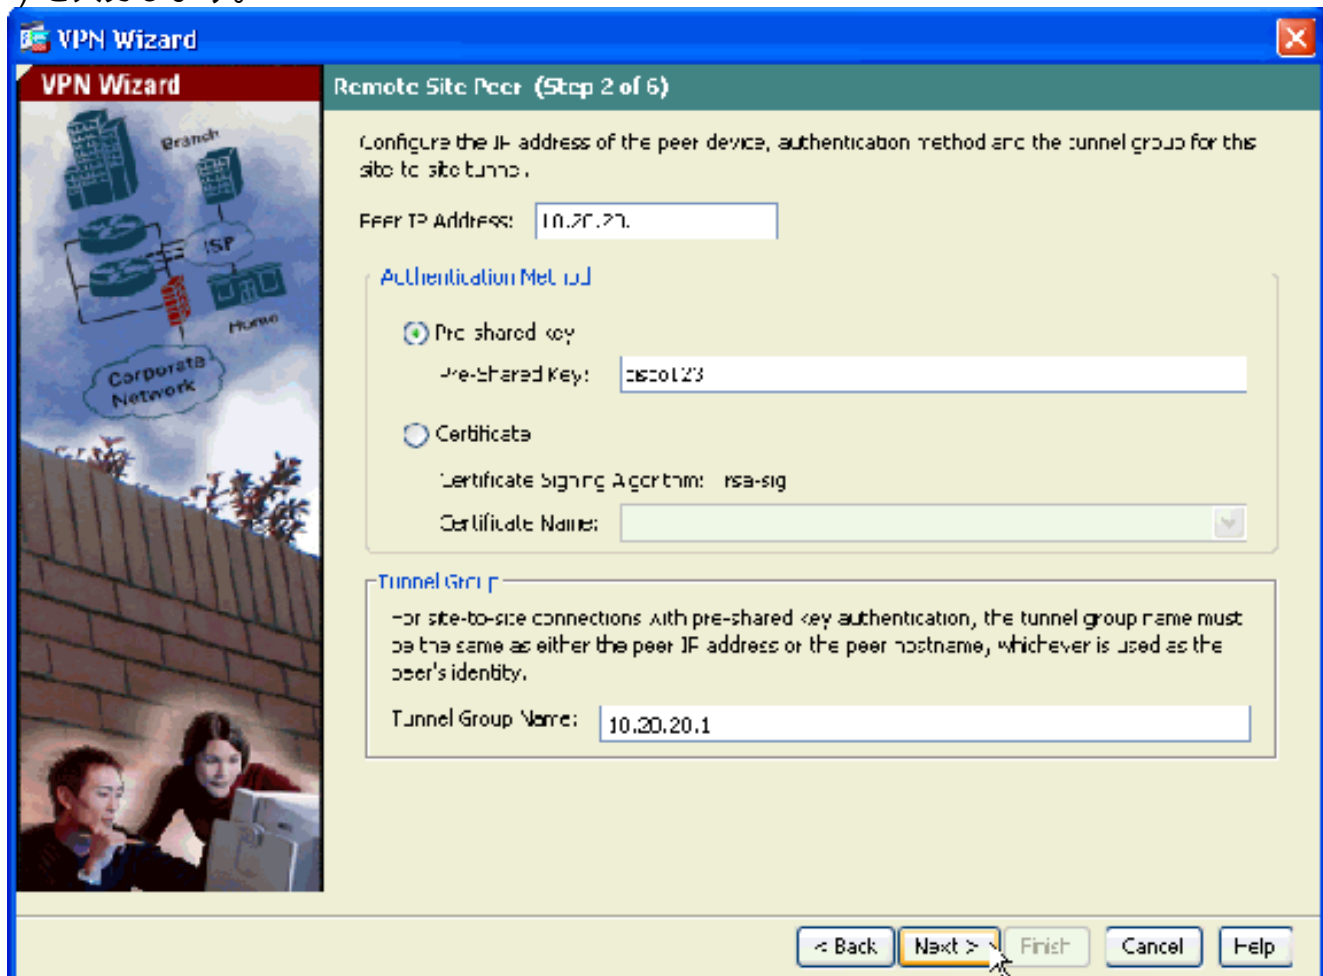 VPN Wizard
VPN Wizard
Remote Site Peer (Step 2 of 6)
Branch
ISP
Home
Corporate
Network
Configure the IP address of the peer device, authentication method and the tunnel group for this
site-to-site tunnel.
Peer IP Address: 10.20.20.
Authentication Method
Pre-shared key
Pre-Shared Key: cisco123
Certificate
Certificate Signing Algorithm: rsa-sig
Certificate Name:
Tunnel Group
For site-to-site connections with pre-shared key authentication, the tunnel group name must
be the same as either the peer IP address or the peer hostname, whichever is used as the
peer's identity.
Tunnel Group Name: 10.20.20.1
< Back Next > Finish Cancel Help